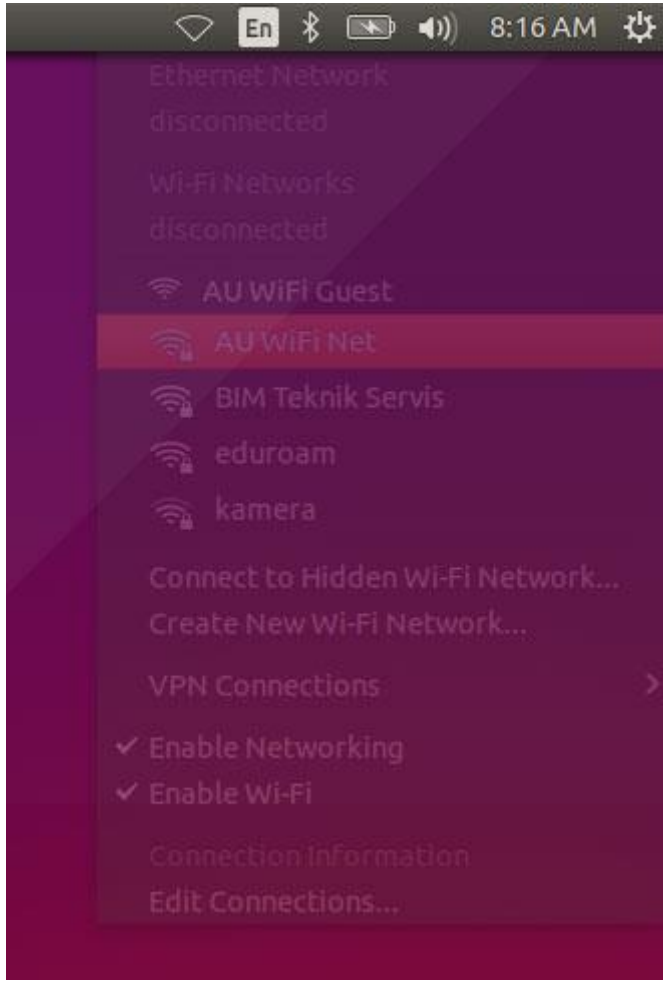 En 8:16 AM
Ethernet Network
disconnected
Wi-Fi Networks
disconnected
AU WiFi Guest
AU WiFi Net
BIM Teknik Servis
eduroam
kamera
Connect to Hidden Wi-Fi Network...
Create New Wi-Fi Network...
VPN Connections
Enable Networking
Enable Wi-Fi
Connection Information
Edit Connections...